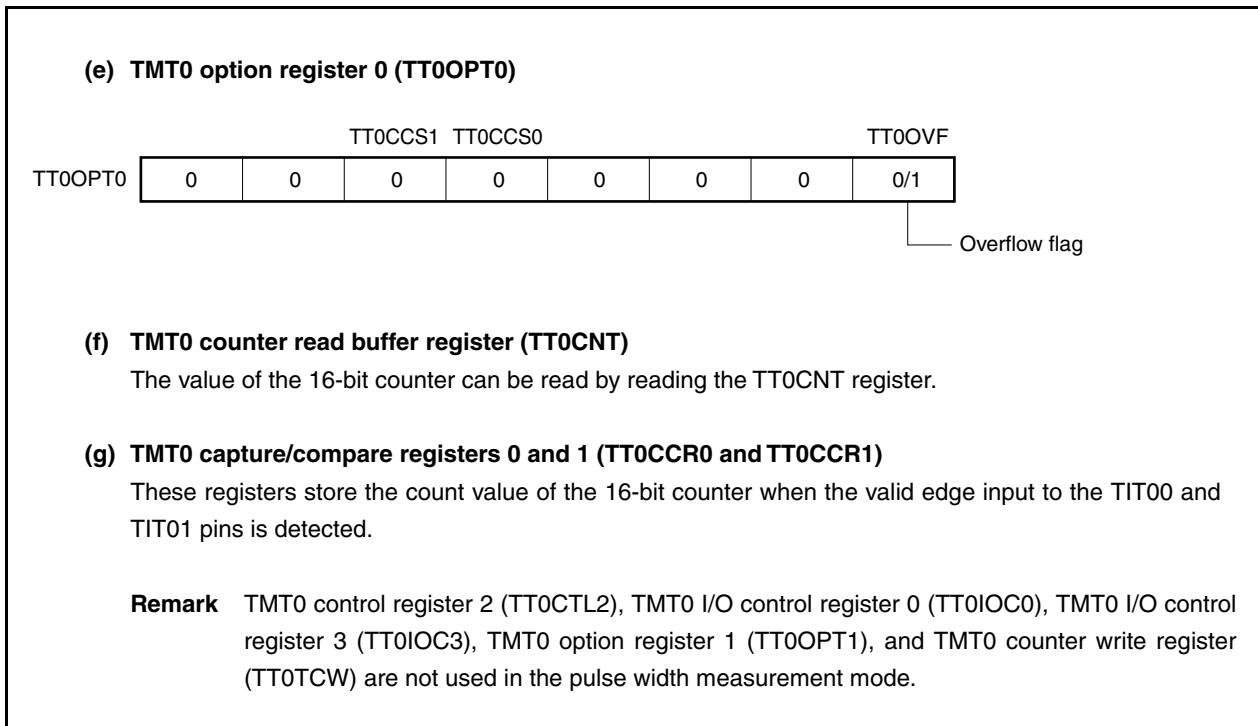 (e) TMT0 option register 0 (TT0OPT0)
TT0CCS1 TT0CCS0 TT0OVF
TT0OPT0 0 0 0 0 0 0 0 0/1
Overflow flag
(f) TMT0 counter read buffer register (TT0CNT)
The value of the 16-bit counter can be read by reading the TT0CNT register.
(g) TMT0 capture/compare registers 0 and 1 (TT0CCR0 and TT0CCR1)
These registers store the count value of the 16-bit counter when the valid edge input to the TIT00 and
TIT01 pins is detected.
Remark TMT0 control register 2 (TT0CTL2), TMT0 I/O control register 0 (TT0IOC0), TMT0 I/O control
register 3 (TT0IOC3), TMT0 option register 1 (TT0OPT1), and TMT0 counter write register
(TT0TCW) are not used in the pulse width measurement mode.